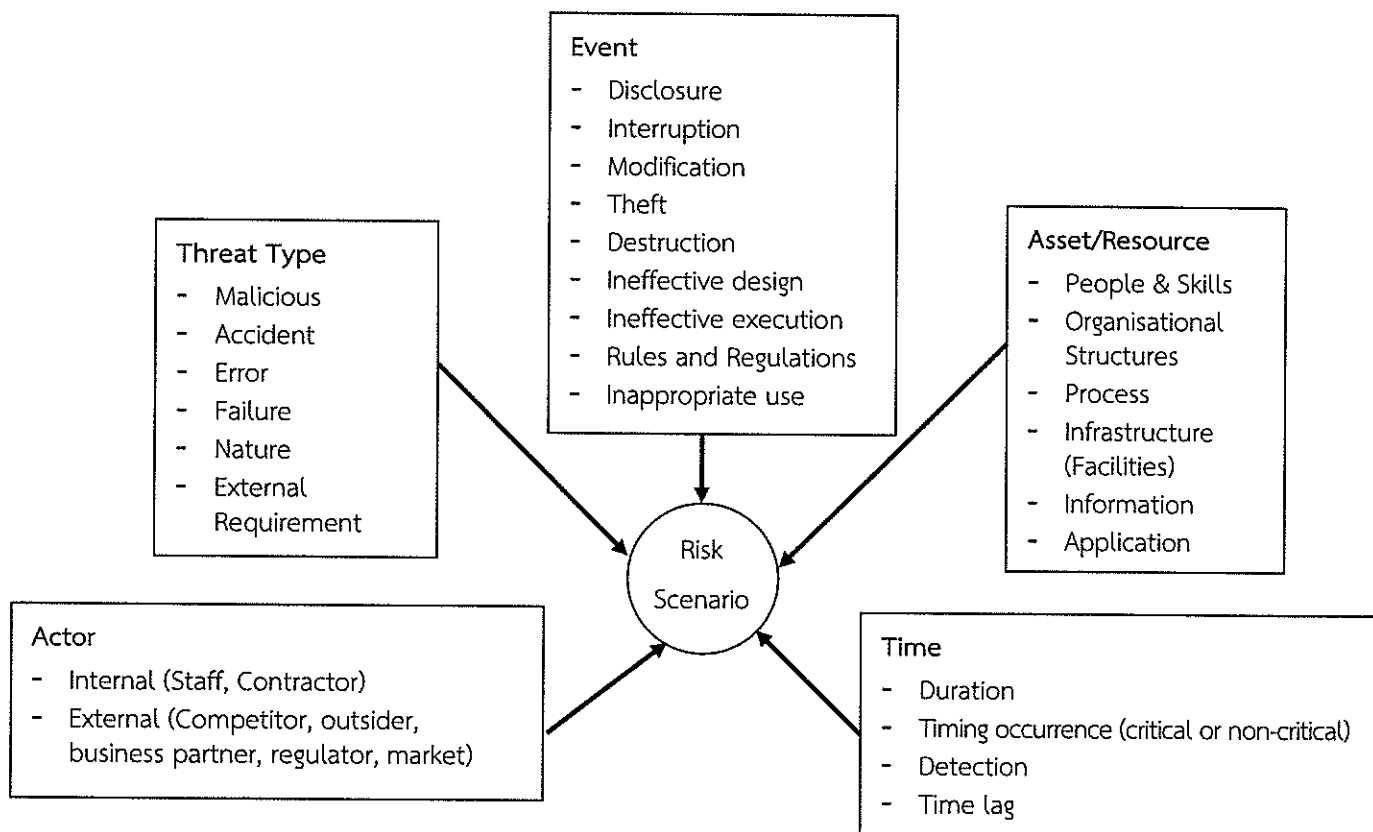 Event
- Disclosure
- Interruption
- Modification
- Theft
- Destruction
- Ineffective design
- Ineffective execution
- Rules and Regulations
- Inappropriate use
Threat Type
- Malicious
- Accident
- Error
- Failure
- Nature
- External
Requirement
Asset/Resource
- People & Skills
- Organisational
Structures
- Process
- Infrastructure
(Facilities)
- Information
- Application
Risk
Scenario
Actor
- Internal (Staff, Contractor)
- External (Competitor, outsider,
business partner, regulator, market)
Time
- Duration
- Timing occurrence (critical or non-critical)
- Detection
- Time lag